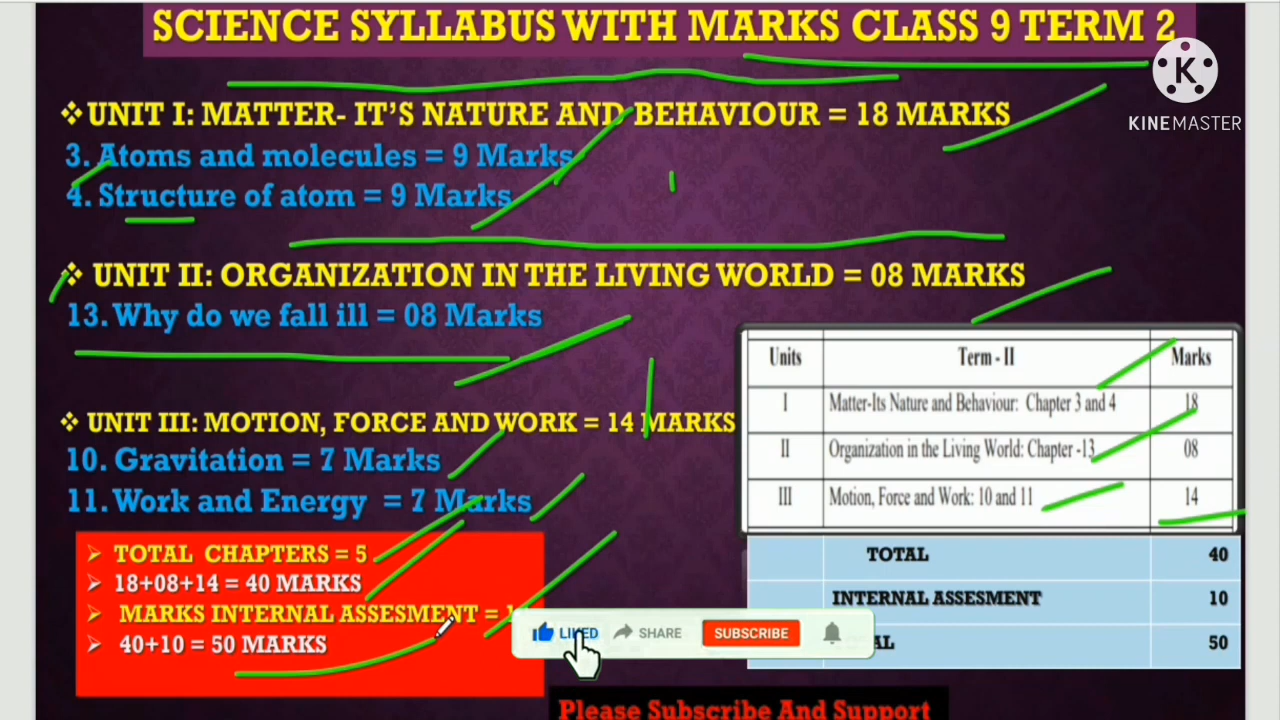 SCIENCE SYLLABUS WITH MARKS CLASS 9 TERM 2
KINEMASTER
❖ UNIT I: MATTER- IT'S NATURE AND BEHAVIOUR = 18 MARKS
3. Atoms and molecules = 9 Marks
4. Structure of atom = 9 Marks
❖ UNIT II: ORGANIZATION IN THE LIVING WORLD = 08 MARKS
13. Why do we fall ill = 08 Marks
❖ UNIT III: MOTION, FORCE AND WORK = 14 MARKS
10. Gravitation = 7 Marks
11. Work and Energy = 7 Marks
➢ TOTAL CHAPTERS = 5
➢ 18+08+14 = 40 MARKS
➢ MARKS INTERNAL ASSESMENT = 1
➢ 40+10 = 50 MARKS
Units Term - II Marks
I Matter-Its Nature and Behaviour: Chapter 3 and 4 18
II Organization in the Living World: Chapter -13 08
III Motion, Force and Work: 10 and 11 14
TOTAL 40
INTERNAL ASSESMENT 10
50
LIKED SHARE SUBSCRIBE
Please Subscribe And Support